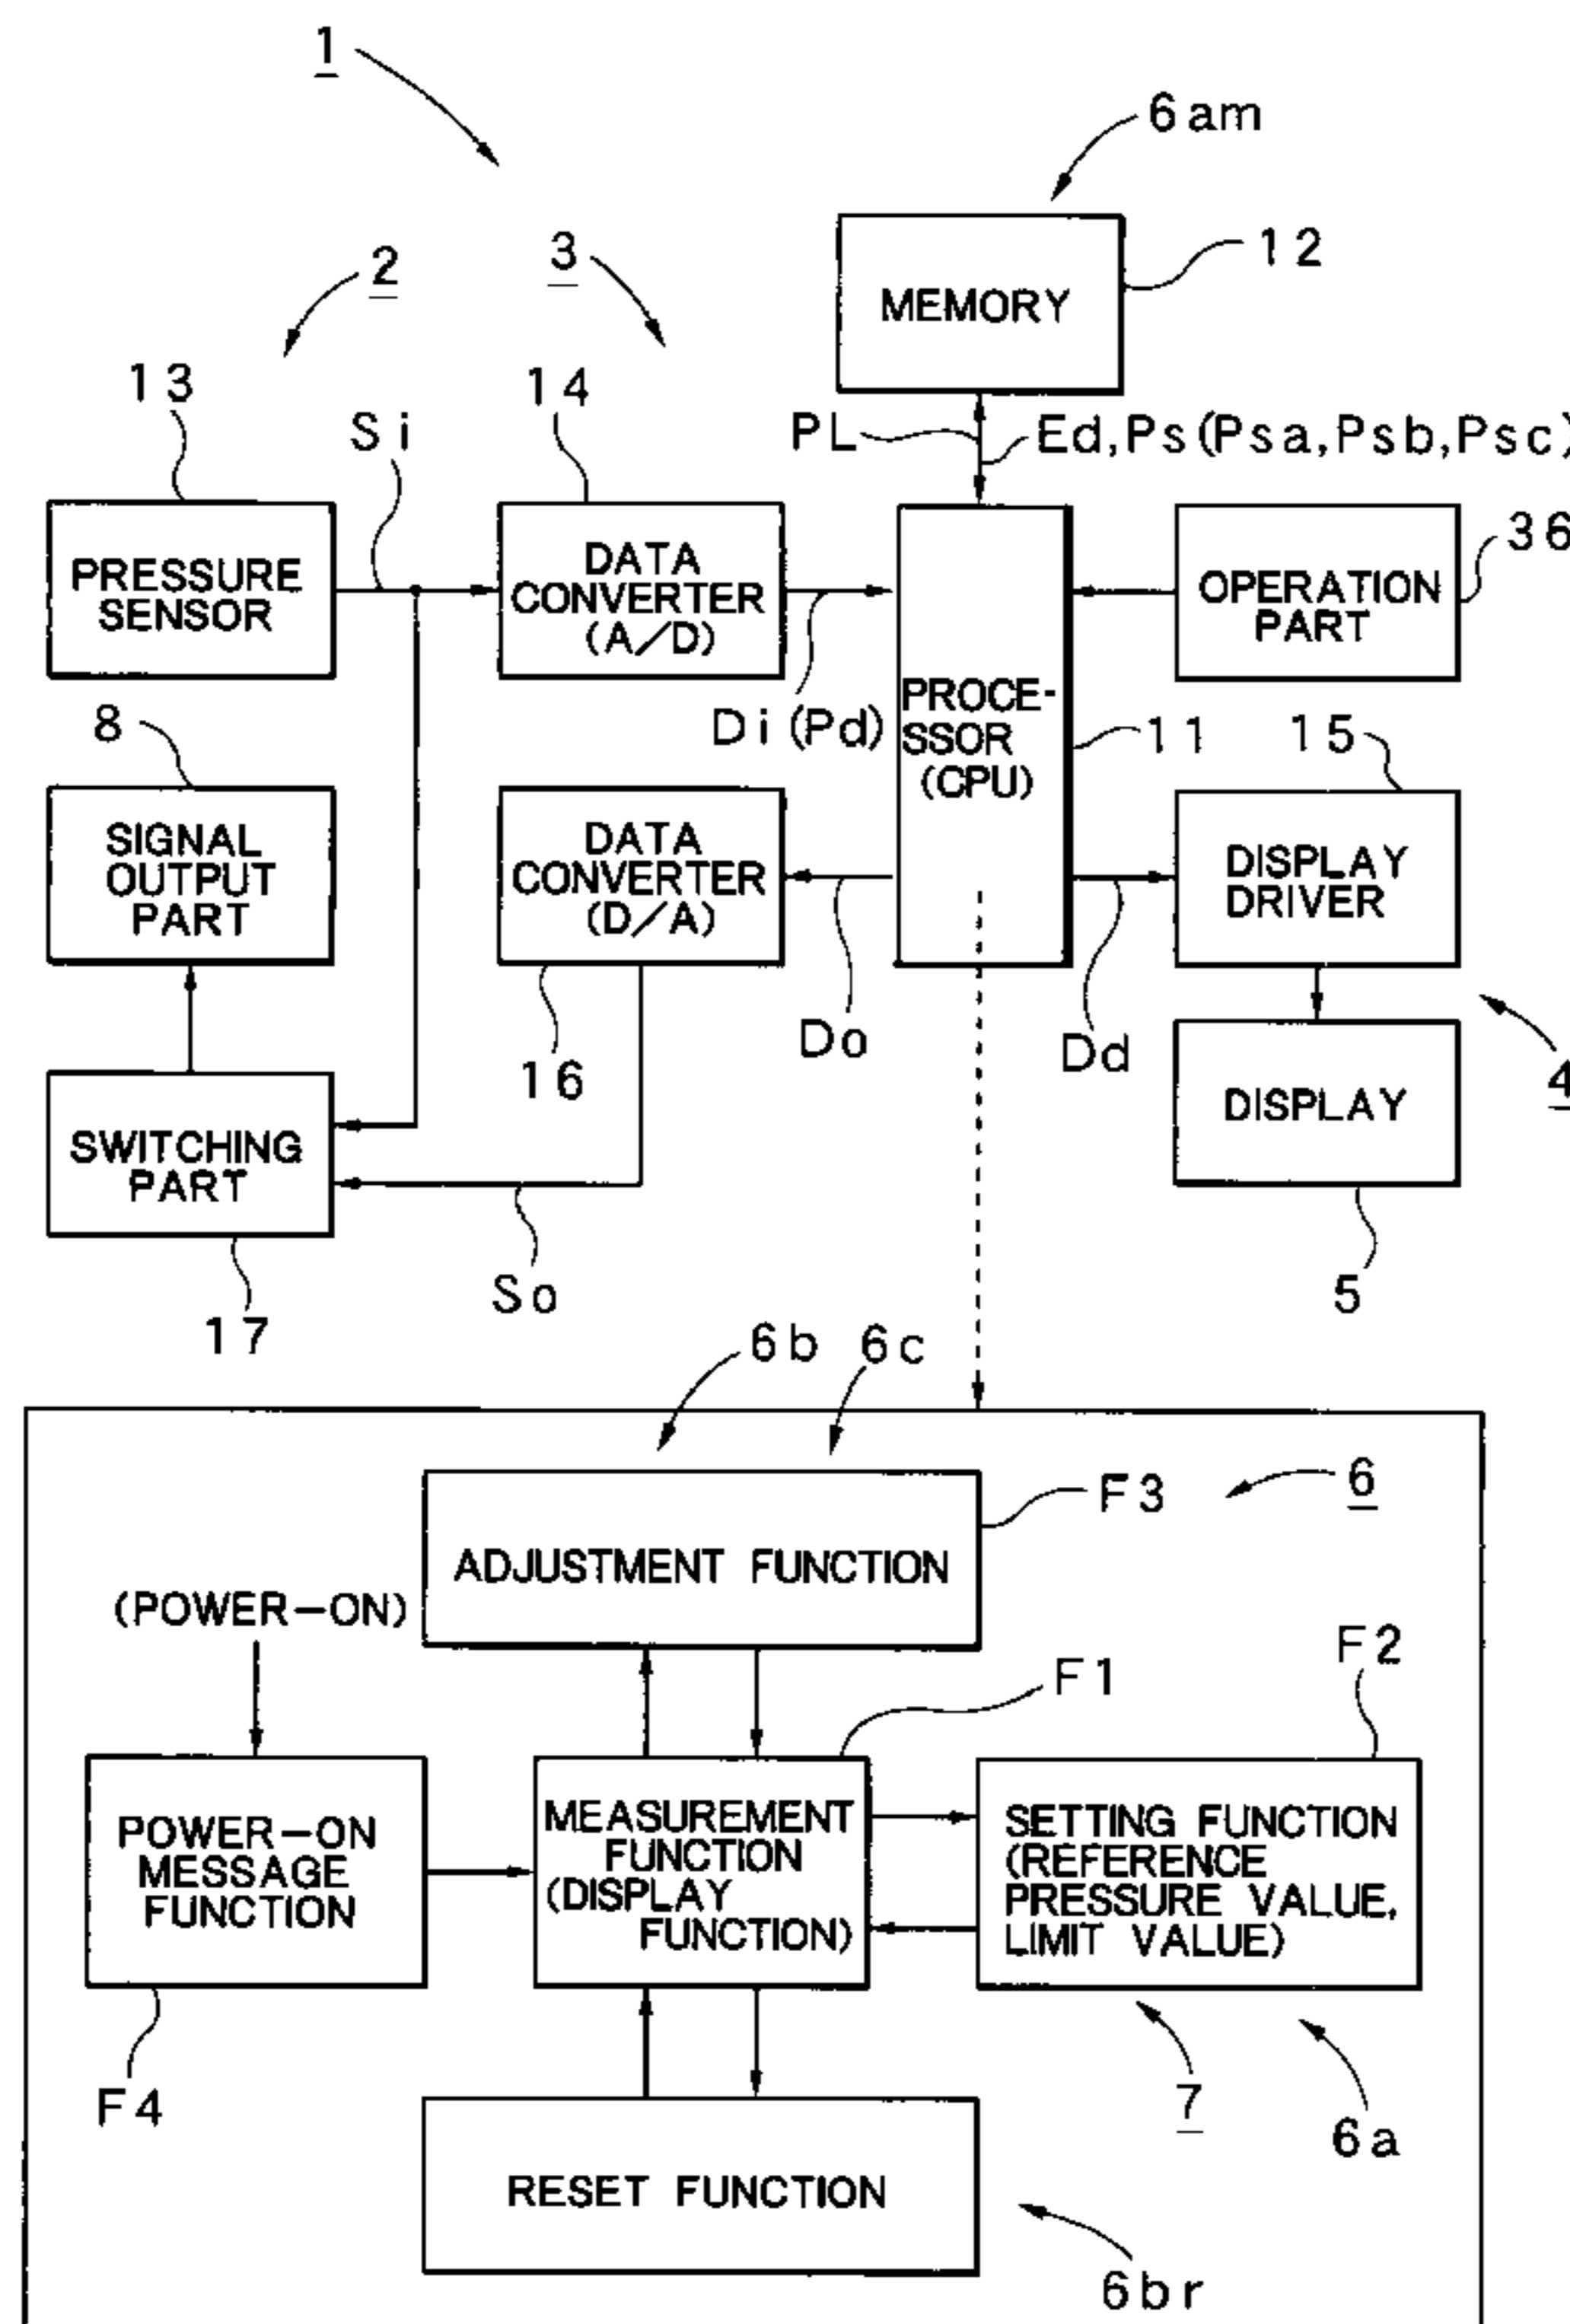 1
6am
2
3
12
MEMORY
13
14
Si
PL
Ed,Ps(Psa,Psb,Psc)
36
PRESSURE
SENSOR
DATA
CONVERTER
(A/D)
OPERATION
PART
Di(Pd)
PROCE-
SSOR
(CPU)
11
15
8
SIGNAL
OUTPUT
PART
DATA
CONVERTER
(D/A)
DISPLAY
DRIVER
Do
Dd
16
4
SWITCHING
PART
DISPLAY
So
5
17
6b
6c
6
F3
ADJUSTMENT FUNCTION
(POWER-ON)
F1
F2
POWER-ON
MESSAGE
FUNCTION
MEASUREMENT
FUNCTION
(DISPLAY
FUNCTION)
SETTING FUNCTION
(REFERENCE
PRESSURE VALUE,
LIMIT VALUE)
F4
7
6a
RESET FUNCTION
6br